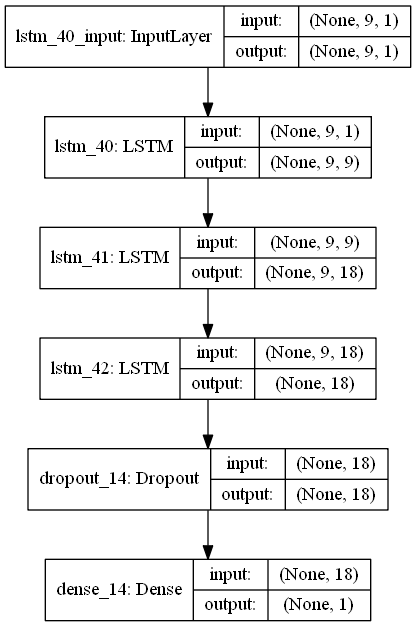 lstm_40_input: InputLayer
input: (None, 9, 1)
output: (None, 9, 1)
lstm_40: LSTM
input: (None, 9, 1)
output: (None, 9, 9)
lstm_41: LSTM
input: (None, 9, 9)
output: (None, 9, 18)
lstm_42: LSTM
input: (None, 9, 18)
output: (None, 18)
dropout_14: Dropout
input: (None, 18)
output: (None, 18)
dense_14: Dense
input: (None, 18)
output: (None, 1)